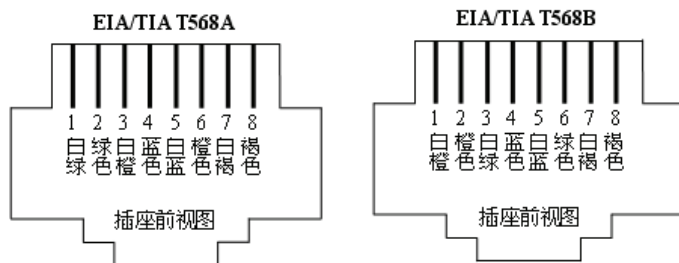 EIA/TIA T568A
1 2 3 4 5 6 7 8
白 绿 白 蓝 白 橙 白 褐
绿 色 橙 色 蓝 色 褐 色
插座前视图
EIA/TIA T568B
1 2 3 4 5 6 7 8
白 橙 白 蓝 白 绿 白 褐
橙 色 绿 色 蓝 色 褐 色
插座前视图